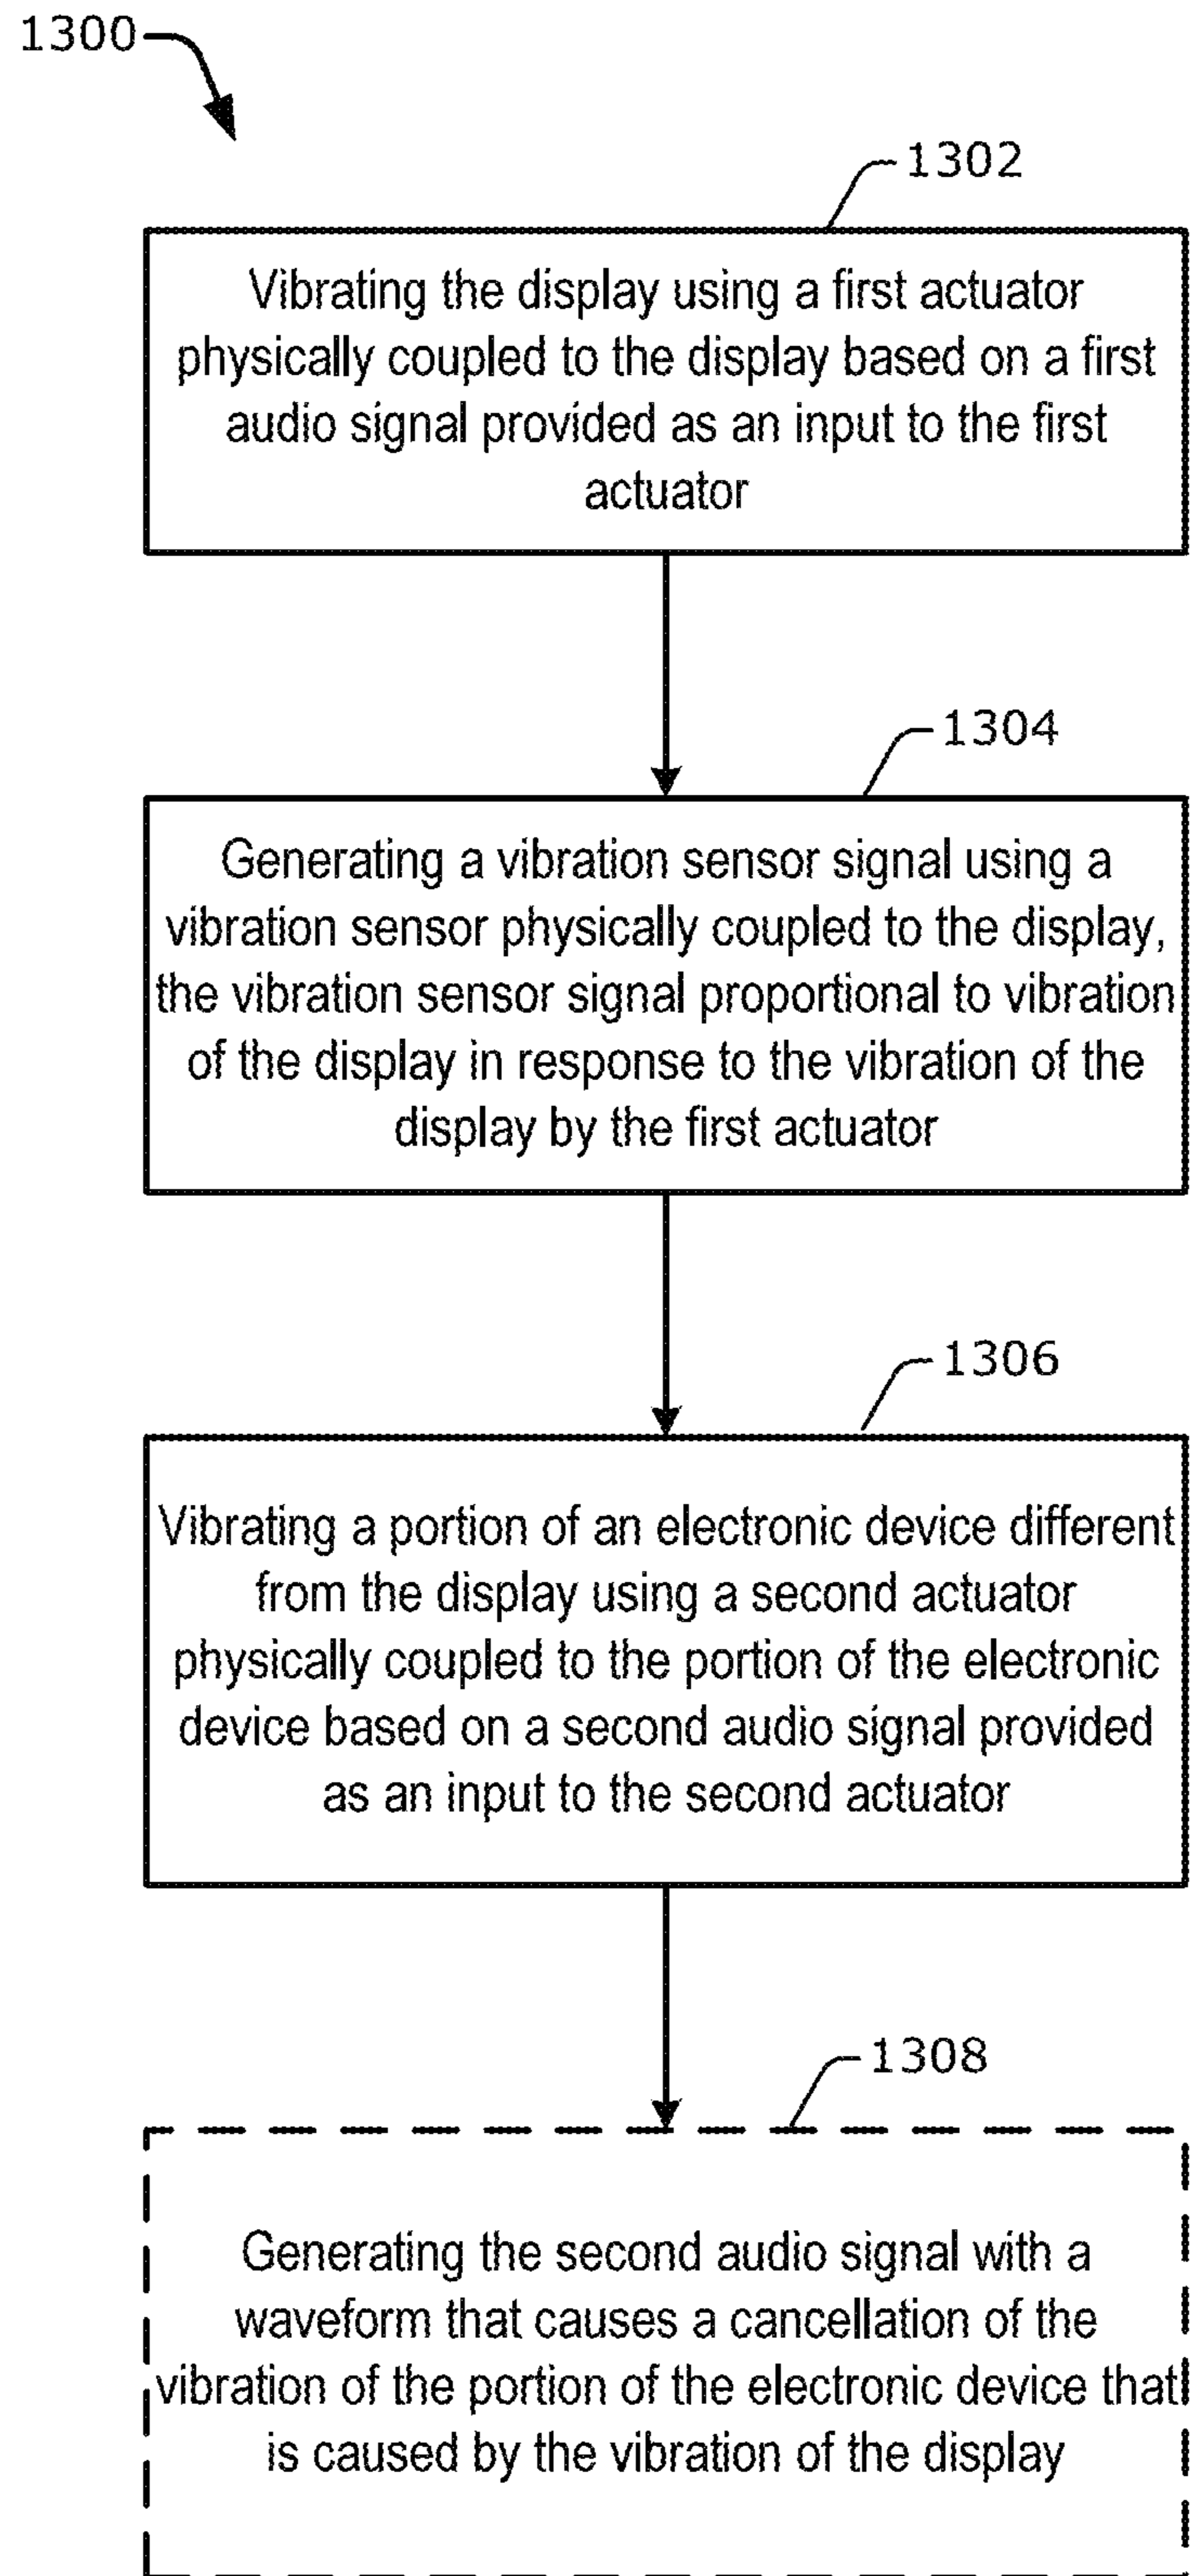 1300
1302
Vibrating the display using a first actuator
physically coupled to the display based on a first
audio signal provided as an input to the first
actuator
1304
Generating a vibration sensor signal using a
vibration sensor physically coupled to the display,
the vibration sensor signal proportional to vibration
of the display in response to the vibration of the
display by the first actuator
1306
Vibrating a portion of an electronic device different
from the display using a second actuator
physically coupled to the portion of the electronic
device based on a second audio signal provided
as an input to the second actuator
1308
Generating the second audio signal with a
waveform that causes a cancellation of the
vibration of the portion of the electronic device that
is caused by the vibration of the display